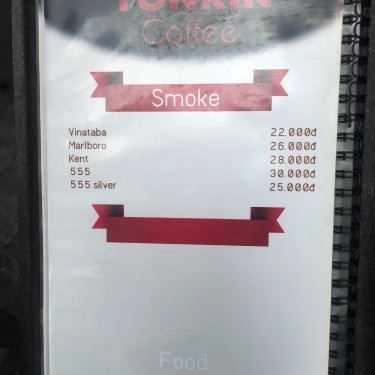 TONKIN
Coffee
Smoke
Vinataba 22.000đ
Marlboro 26.000đ
Kent 28.000đ
555 30.000đ
555 silver 25.000đ
Food